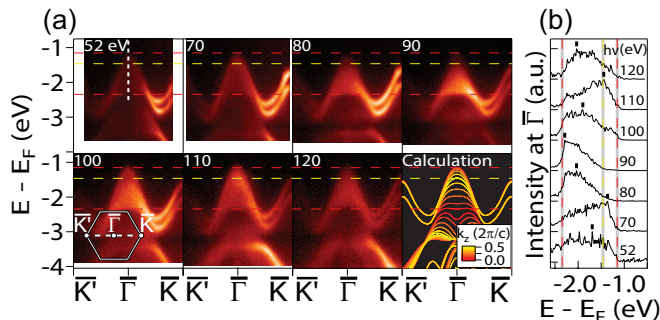 (a)
52 eV 70 80 90
-1
-2
-3
E - E_F (eV)
100 110 120 Calculation
-1
-2
-3
-4
K̅' Γ̅ K̅
k_z (2π/c)
0.5
0.0
K̅' Γ̅ K̅ K̅' Γ̅ K̅ K̅' Γ̅ K̅ K̅' Γ̅ K̅
(b)
hν(eV)
120
110
100
90
80
70
52
Intensity at Γ̅ (a.u.)
-2.0 -1.0
E - E_F (eV)